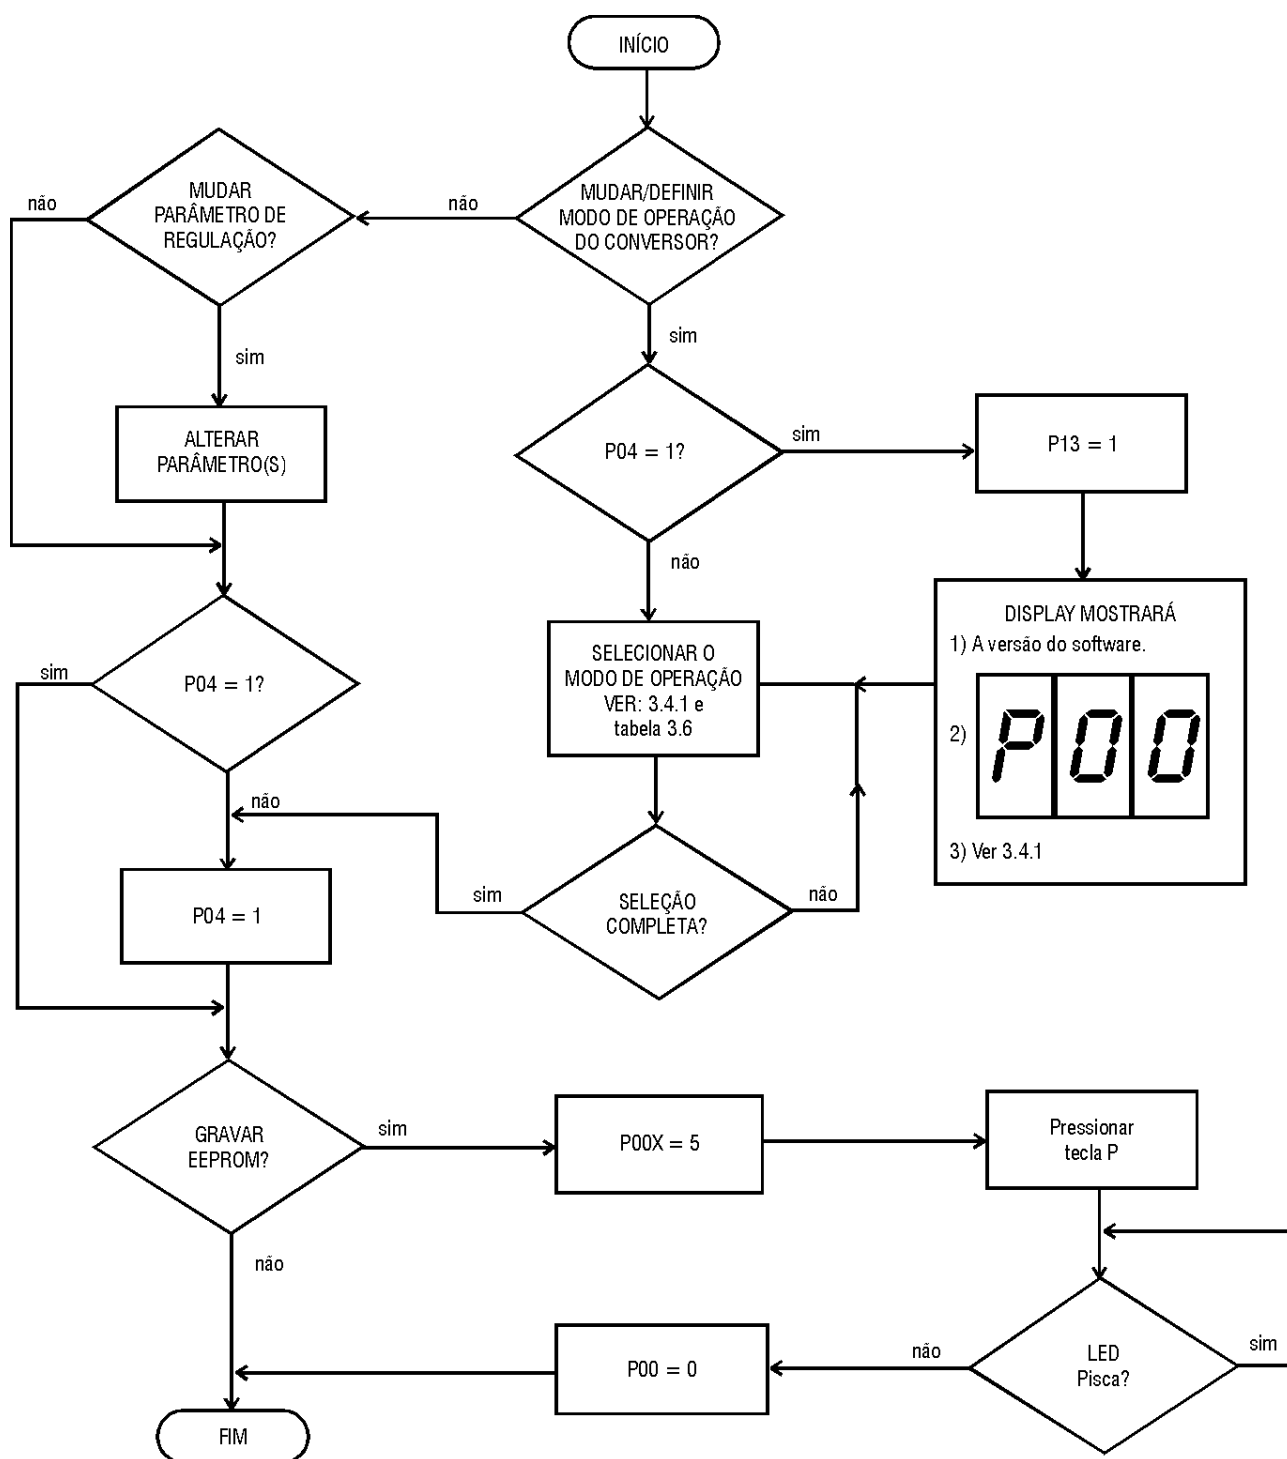 INÍCIO
MUDAR/DEFINIR
MODO DE OPERAÇÃO
DO CONVERSOR?
não
sim
MUDAR
PARÂMETRO DE
REGULAÇÃO?
não
sim
ALTERAR
PARÂMETRO(S)
P04 = 1?
sim
não
P13 = 1
DISPLAY MOSTRARÁ
1) A versão do software.
2)
P00
3) Ver 3.4.1
SELECIONAR O
MODO DE OPERAÇÃO
VER: 3.4.1 e
tabela 3.6
SELEÇÃO
COMPLETA?
sim
não
P04 = 1?
sim
não
P04 = 1
GRAVAR
EEPROM?
sim
não
P00X = 5
Pressionar
tecla P
LED
Pisca?
sim
não
P00 = 0
FIM